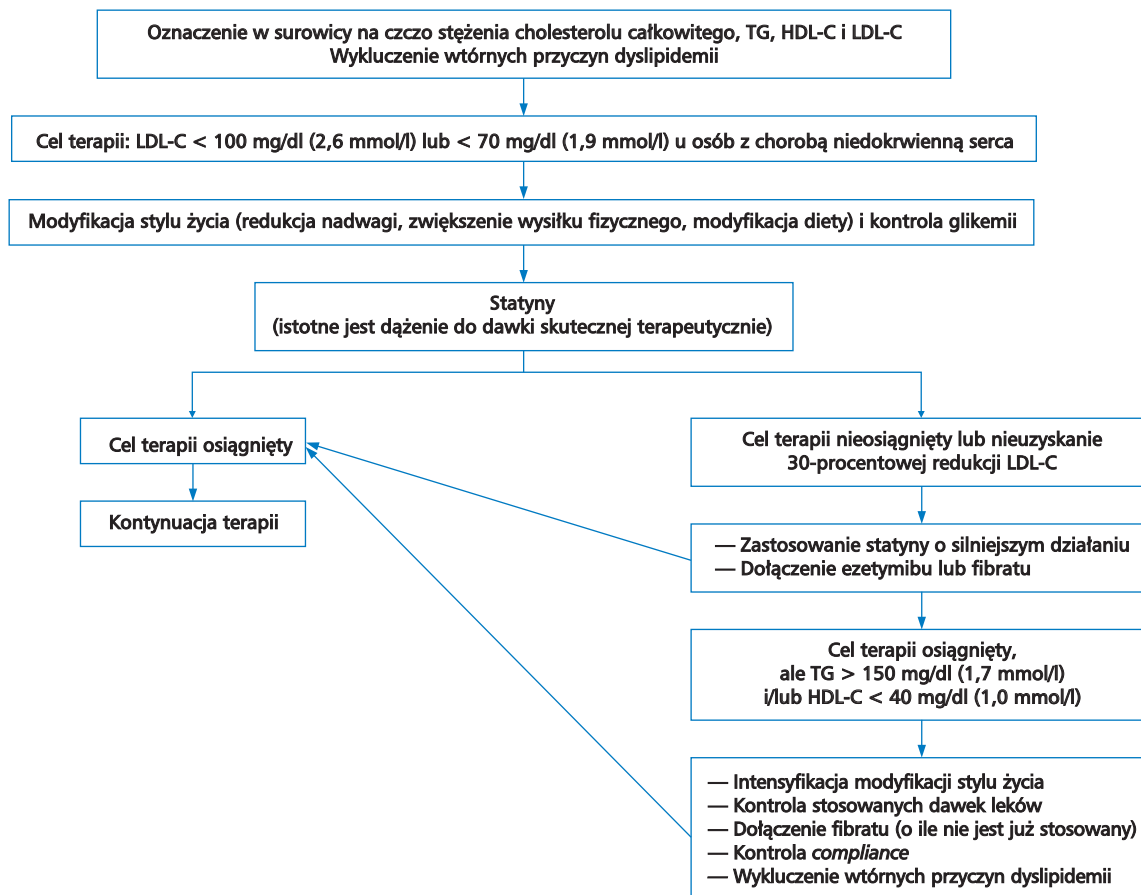 Oznaczenie w surowicy na czczo stężenia cholesterolu całkowitego, TG, HDL-C i LDL-C
Wykluczenie wtórnych przyczyn dyslipidemii
Cel terapii: LDL-C < 100 mg/dl (2,6 mmol/l) lub < 70 mg/dl (1,9 mmol/l) u osób z chorobą niedokrwienną serca
Modyfikacja stylu życia (redukcja nadwagi, zwiększenie wysiłku fizycznego, modyfikacja diety) i kontrola glikemii
Statyny
(istotne jest dążenie do dawki skutecznej terapeutycznie)
Cel terapii osiągnięty
Kontynuacja terapii
Cel terapii nieosiągnięty lub nieuzyskanie
30-procentowej redukcji LDL-C
— Zastosowanie statyny o silniejszym działaniu
— Dołączenie ezetymibu lub fibratu
Cel terapii osiągnięty,
ale TG > 150 mg/dl (1,7 mmol/l)
i/lub HDL-C < 40 mg/dl (1,0 mmol/l)
— Intensyfikacja modyfikacji stylu życia
— Kontrola stosowanych dawek leków
— Dołączenie fibratu (o ile nie jest już stosowany)
— Kontrola compliance
— Wykluczenie wtórnych przyczyn dyslipidemii